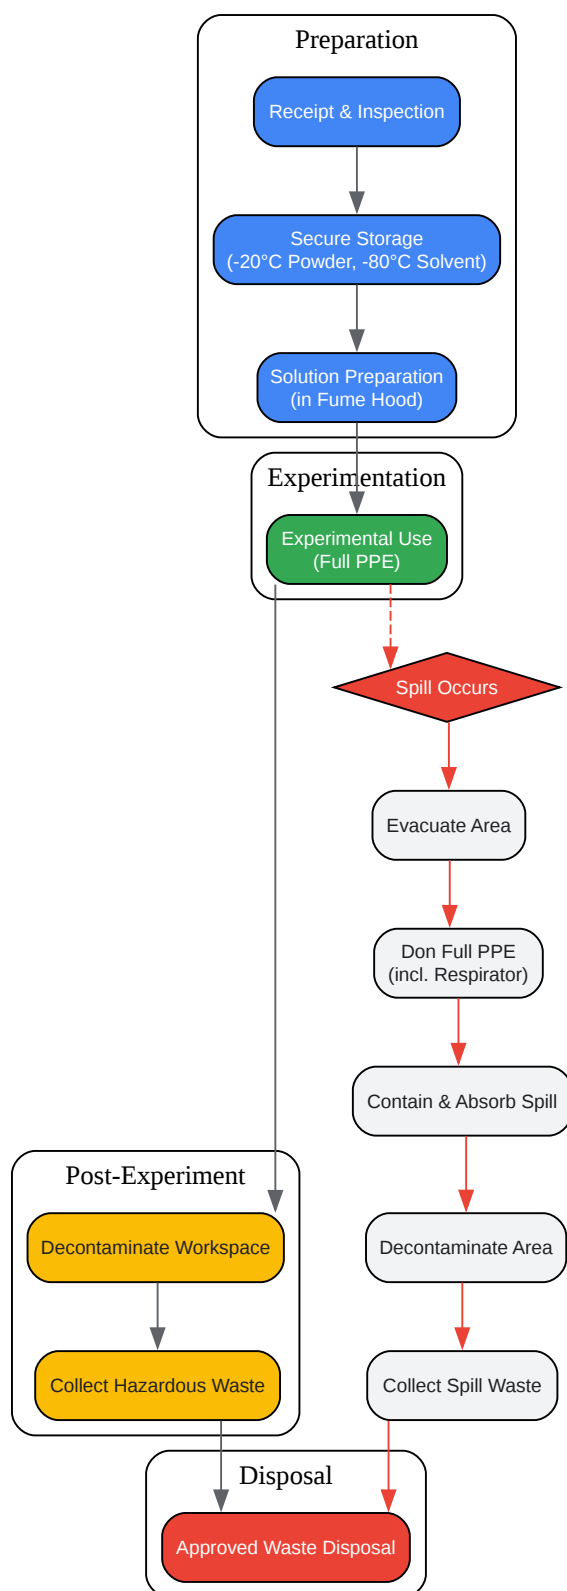 Preparation
Receipt & Inspection
Secure Storage
(-20°C Powder, -80°C Solvent)
Solution Preparation
(in Fume Hood)
Experimentation
Experimental Use
(Full PPE)
Spill Occurs
Evacuate Area
Don Full PPE
(incl. Respirator)
Contain & Absorb Spill
Post-Experiment
Decontaminate Workspace
Decontaminate Area
Collect Hazardous Waste
Collect Spill Waste
Disposal
Approved Waste Disposal